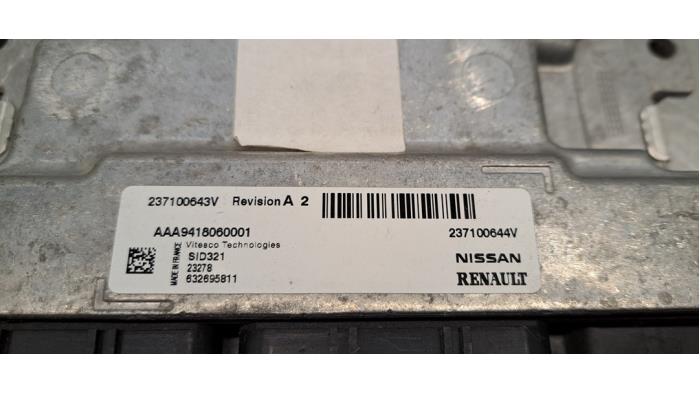 237100643V Revision A 2
AAA9418060001 237100644V
MADE IN FRANCE
Vitesco Technologies
SID321 NISSAN
23278
632695811 RENAULT